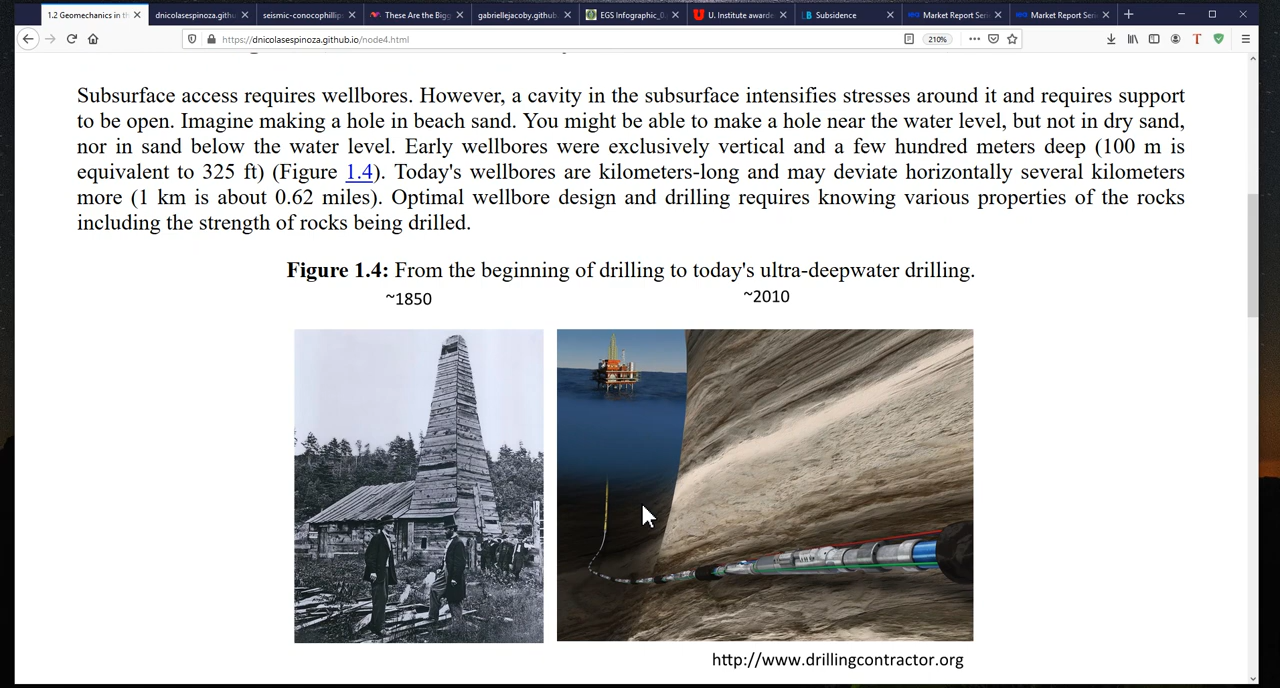 1.2 Geomechanics in th
dnicolasespinoza.githu
seismic-conocophillips
These Are the Bigg
gabriellejacoby.github.
EGS Infographic_0.
U. Institute awarde
Subsidence
Market Report Seri
Market Report Seri
https://dnicolasespinoza.github.io/node4.html
210%
Subsurface access requires wellbores. However, a cavity in the subsurface intensifies stresses around it and requires support
to be open. Imagine making a hole in beach sand. You might be able to make a hole near the water level, but not in dry sand,
nor in sand below the water level. Early wellbores were exclusively vertical and a few hundred meters deep (100 m is
equivalent to 325 ft) (Figure 1.4). Today's wellbores are kilometers-long and may deviate horizontally several kilometers
more (1 km is about 0.62 miles). Optimal wellbore design and drilling requires knowing various properties of the rocks
including the strength of rocks being drilled.
Figure 1.4: From the beginning of drilling to today's ultra-deepwater drilling.
~1850
~2010
http://www.drillingcontractor.org